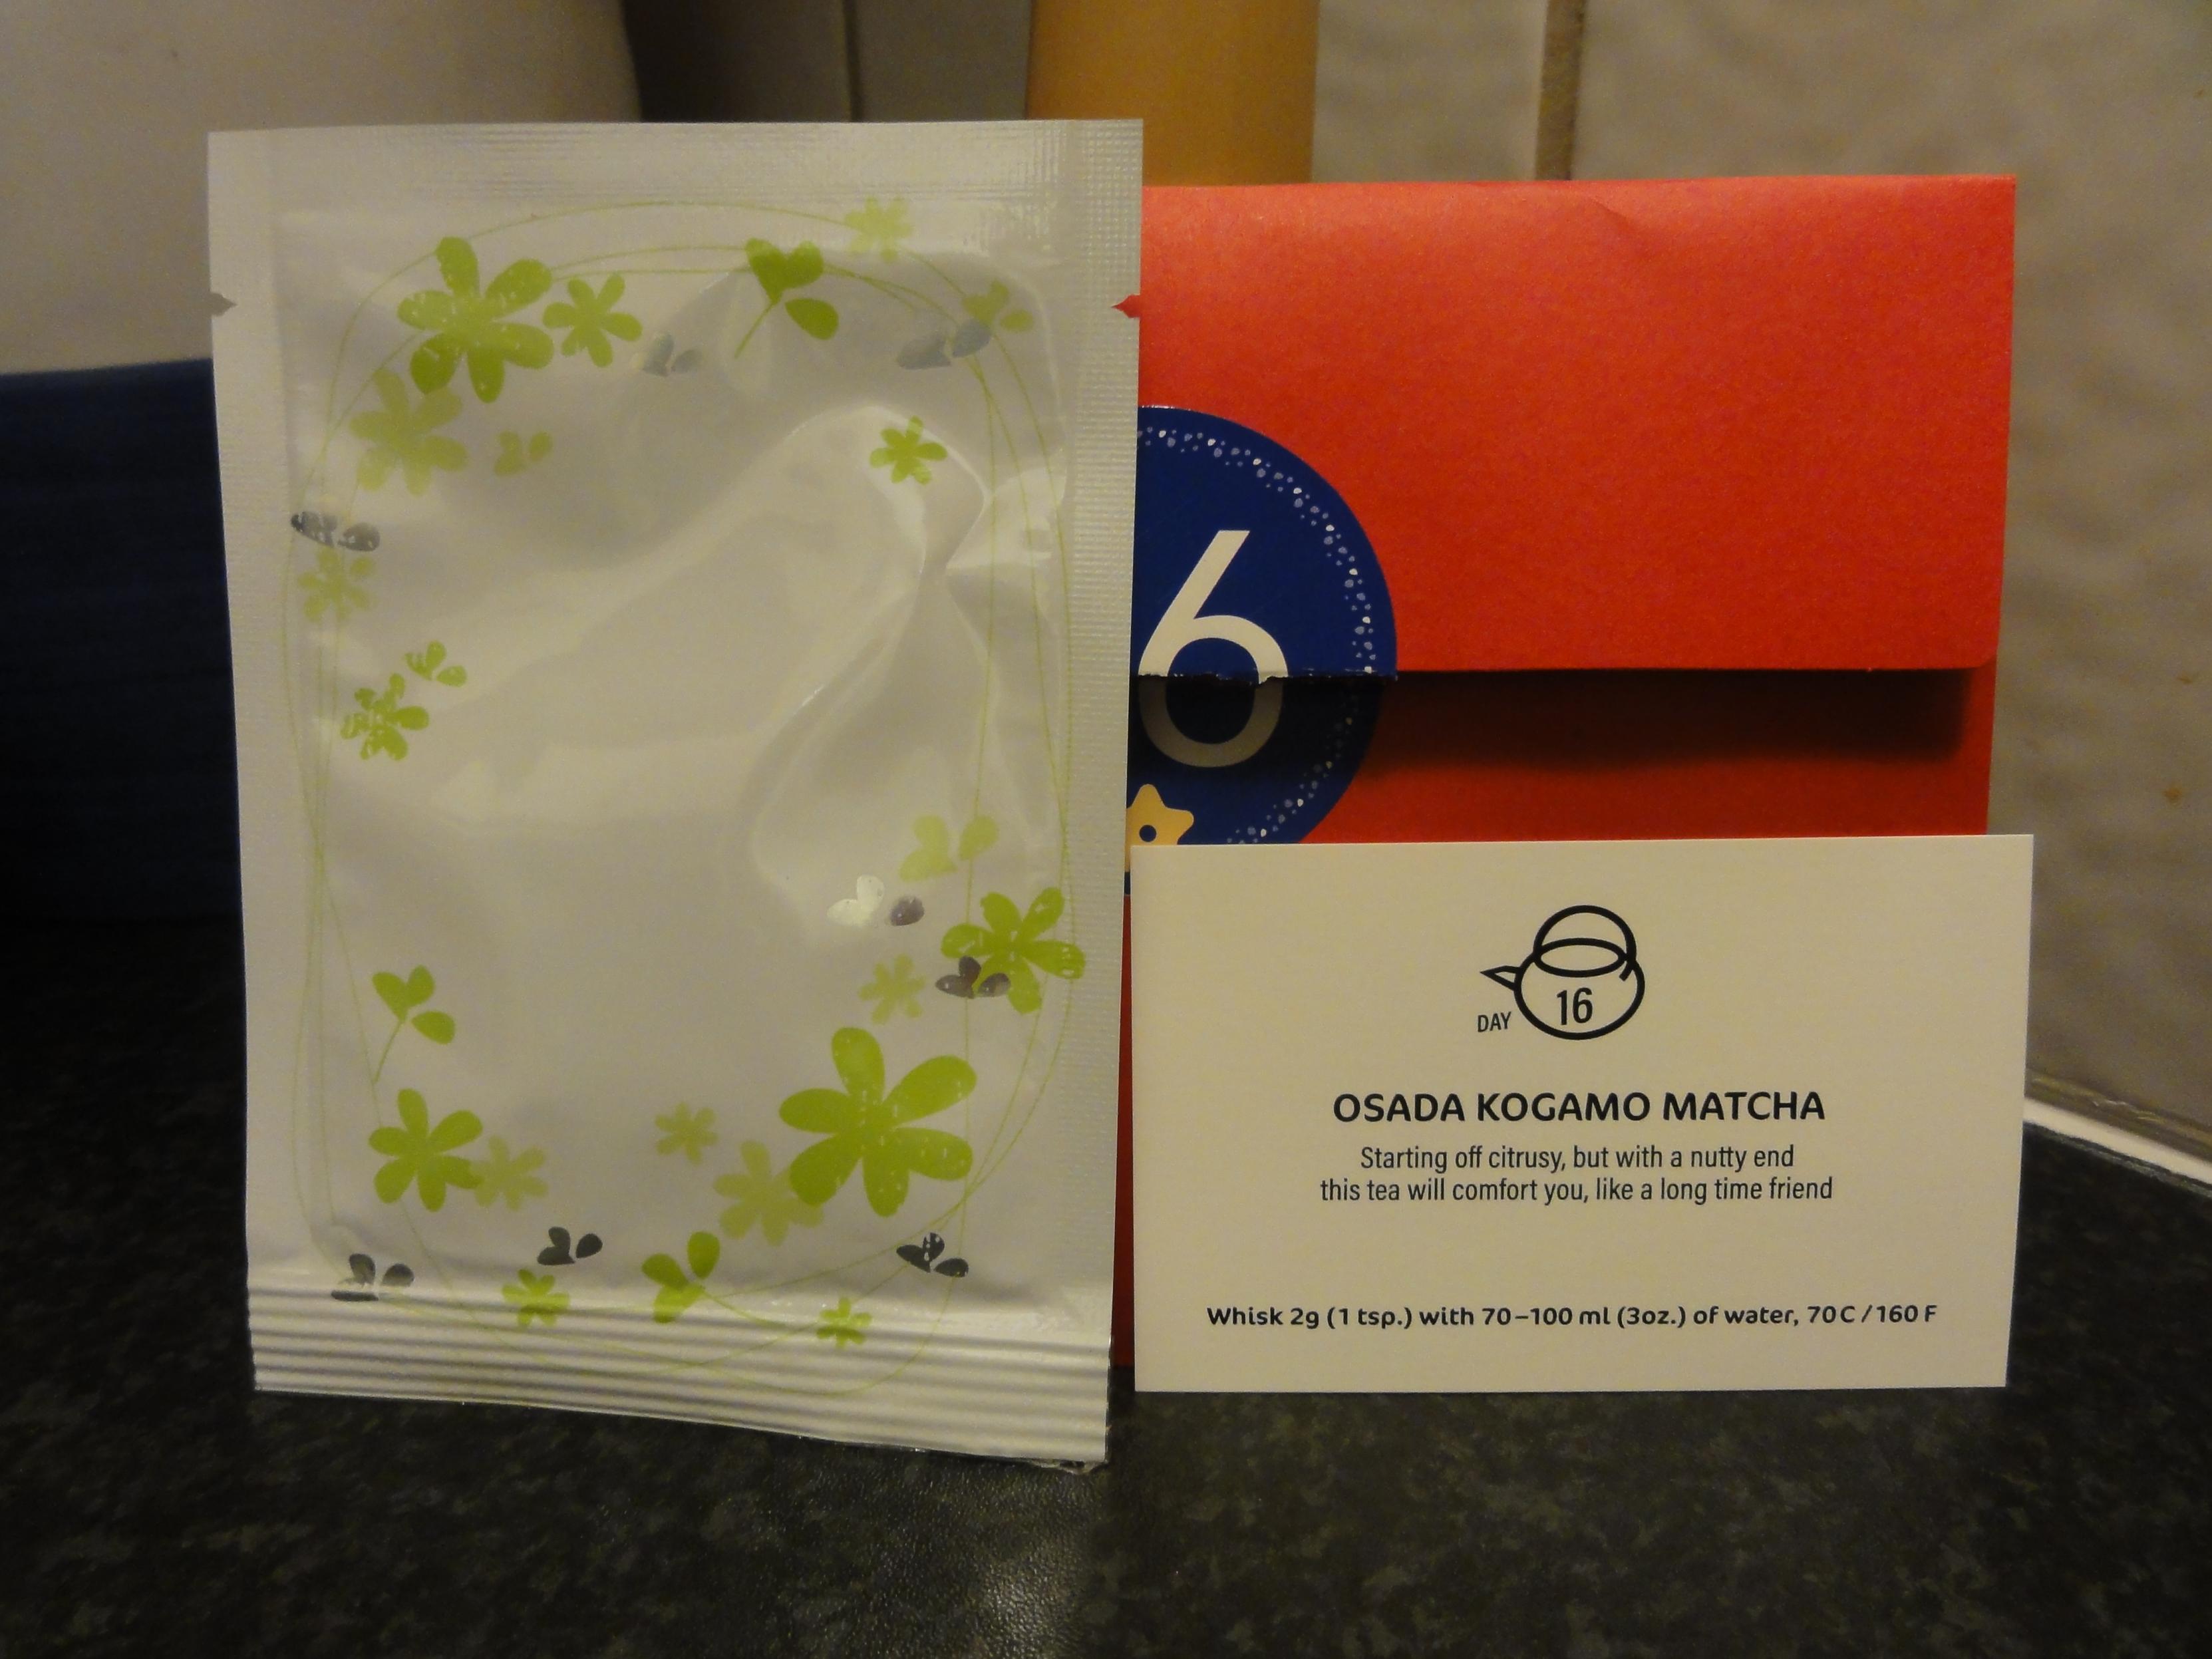 6
DAY 16
OSADA KOGAMO MATCHA
Starting off citrusy, but with a nutty end
this tea will comfort you, like a long time friend
Whisk 2g (1 tsp.) with 70–100 ml (3oz.) of water, 70C/160 F